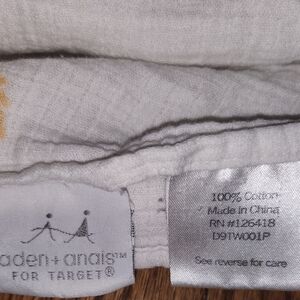 aden + anais™
FOR TARGET®
100% Cotton
Made in China
RN #126418
D9TW001P
See reverse for care